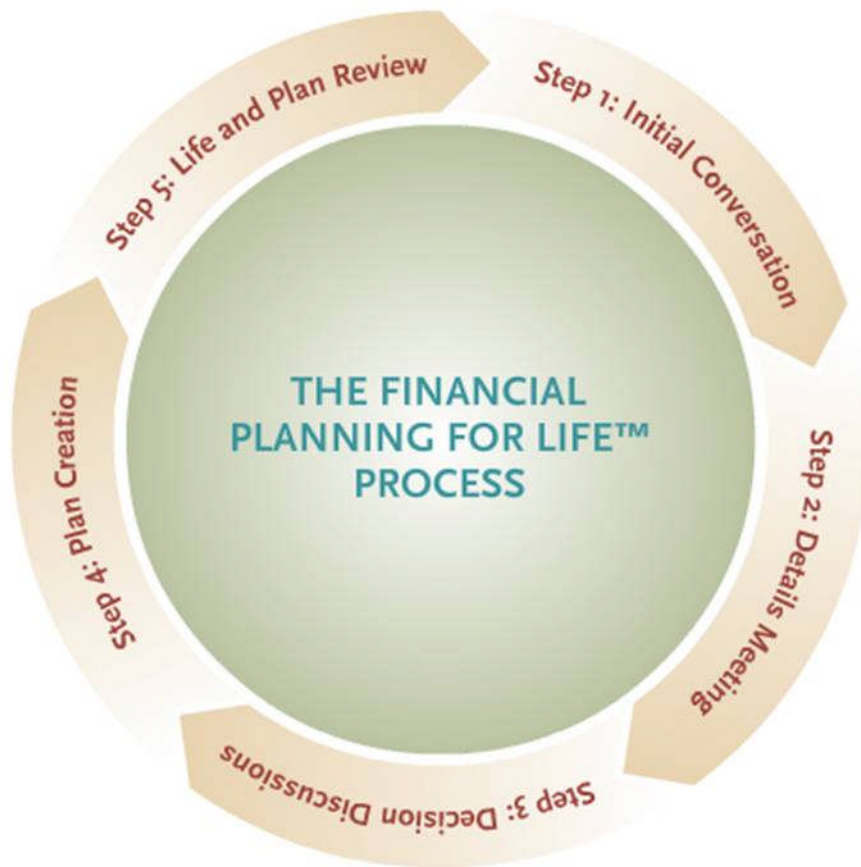 THE FINANCIAL
PLANNING FOR LIFE™
PROCESS
Step 1: Initial Conversation
Step 2: Details Meeting
Step 3: Decision Discussions
Step 4: Plan Creation
Step 5: Life and Plan Review